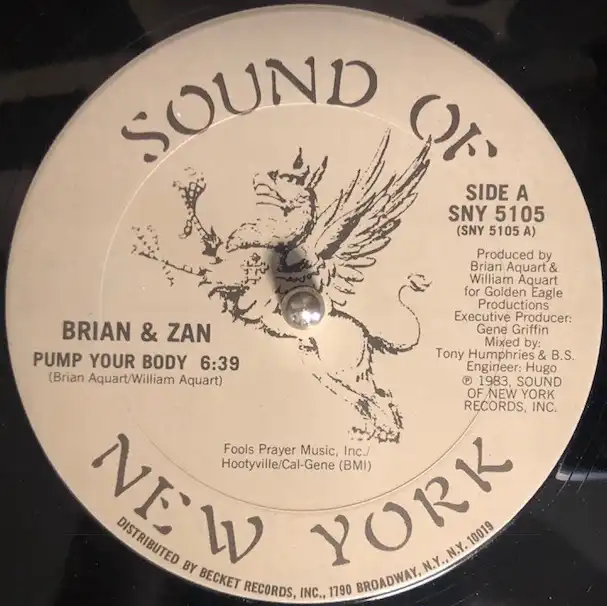 SOUND OF
SIDE A
SNY 5105
(SNY 5105 A)
Produced by
Brian Aquart &
William Aquart
for Golden Eagle
Productions
Executive Producer:
Gene Griffin
Mixed by:
Tony Humphries & B.S.
Engineer: Hugo
℗ 1983, SOUND
OF NEW YORK
RECORDS, INC.
BRIAN & ZAN
PUMP YOUR BODY 6:39
(Brian Aquart/William Aquart)
Fools Prayer Music, Inc./
Hootyville/Cal-Gene (BMI)
NEW YORK
DISTRIBUTED BY BECKET RECORDS, INC., 1790 BROADWAY, N.Y., N.Y. 10019